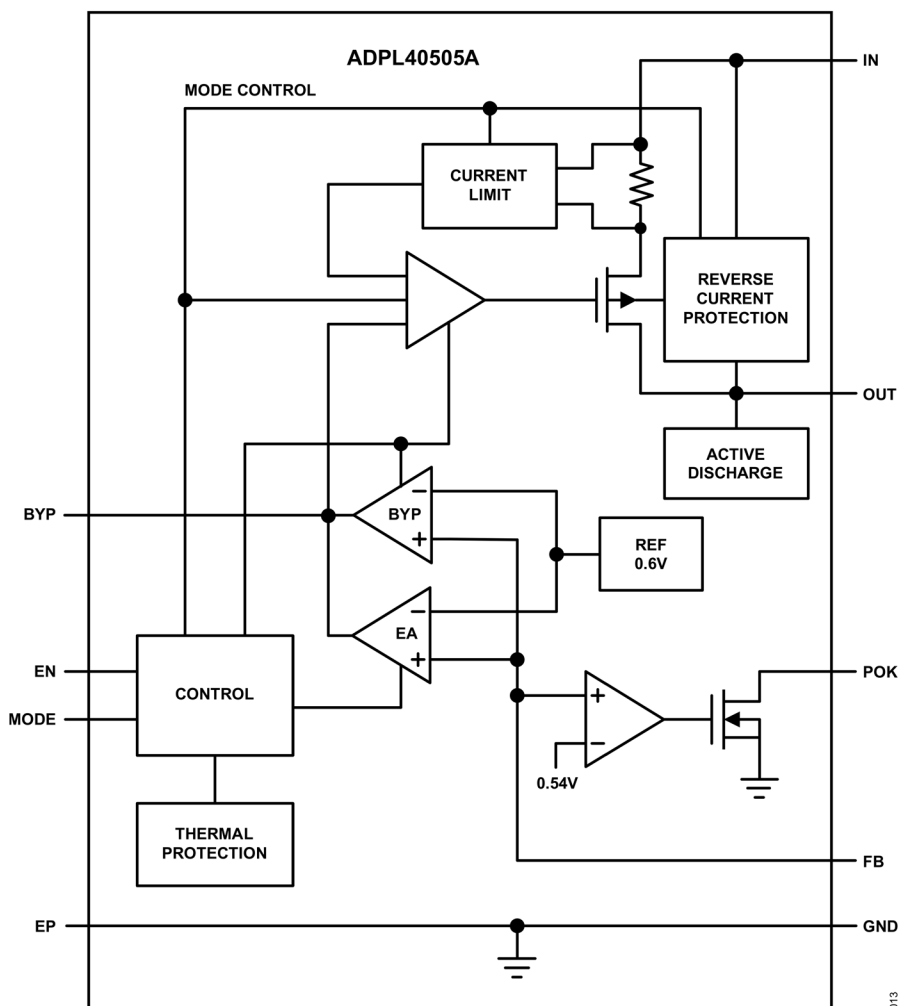 ADPL40505A
IN
MODE CONTROL
CURRENT
LIMIT
REVERSE
CURRENT
PROTECTION
OUT
ACTIVE
DISCHARGE
BYP
−
BYP
+
REF
0.6V
−
EA
+
EN
CONTROL
MODE
+
−
0.54V
POK
THERMAL
PROTECTION
FB
EP
GND
013